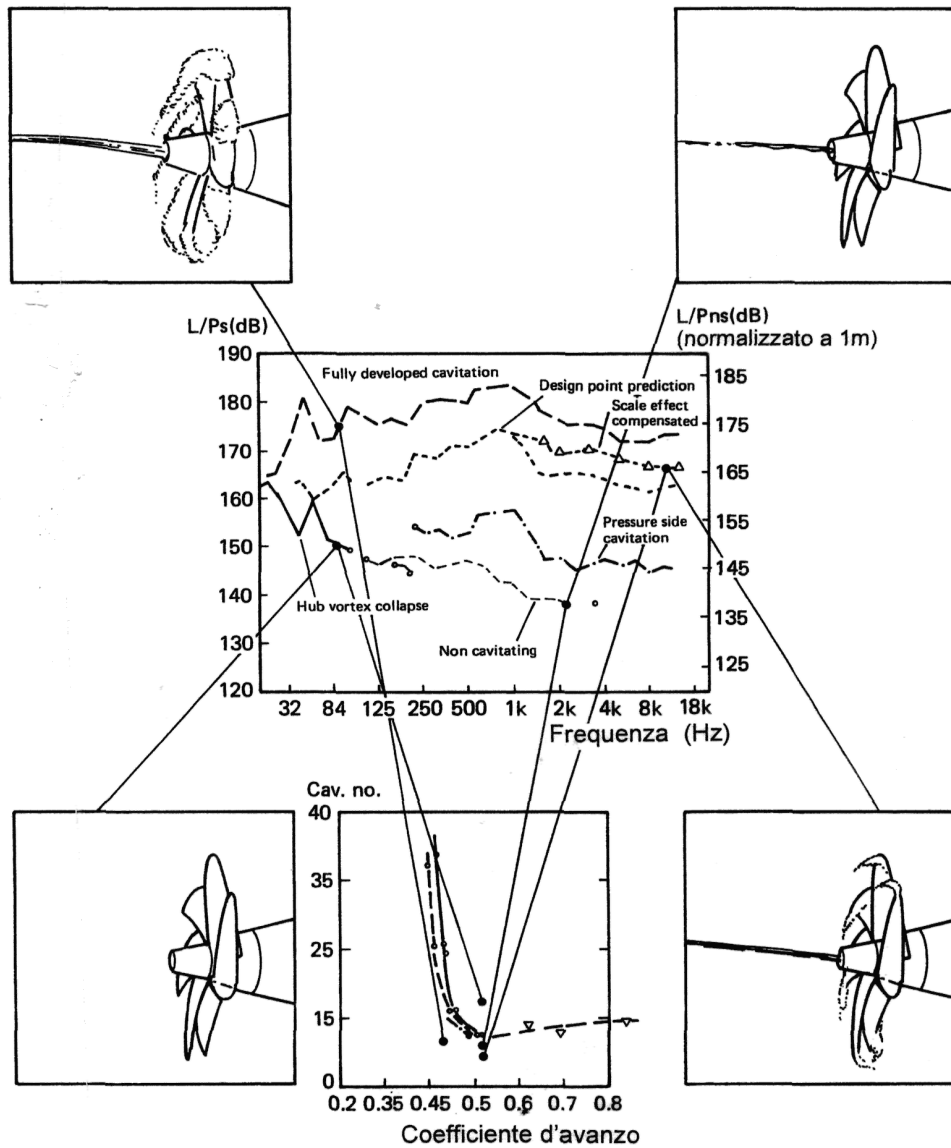 L/Ps(dB)
L/Pns(dB)
(normalizzato a 1m)
190
180
170
160
150
140
130
120
185
175
165
155
145
135
125
Fully developed cavitation
Design point prediction
Scale effect
compensated
Pressure side
cavitation
Hub vortex collapse
Non cavitating
32 84 125 250 500 1k 2k 4k 8k 18k
Frequenza (Hz)
Cav. no.
40
35
25
15
0
0.2 0.35 0.45 0.5 0.6 0.7 0.8
Coefficiente d'avanzo